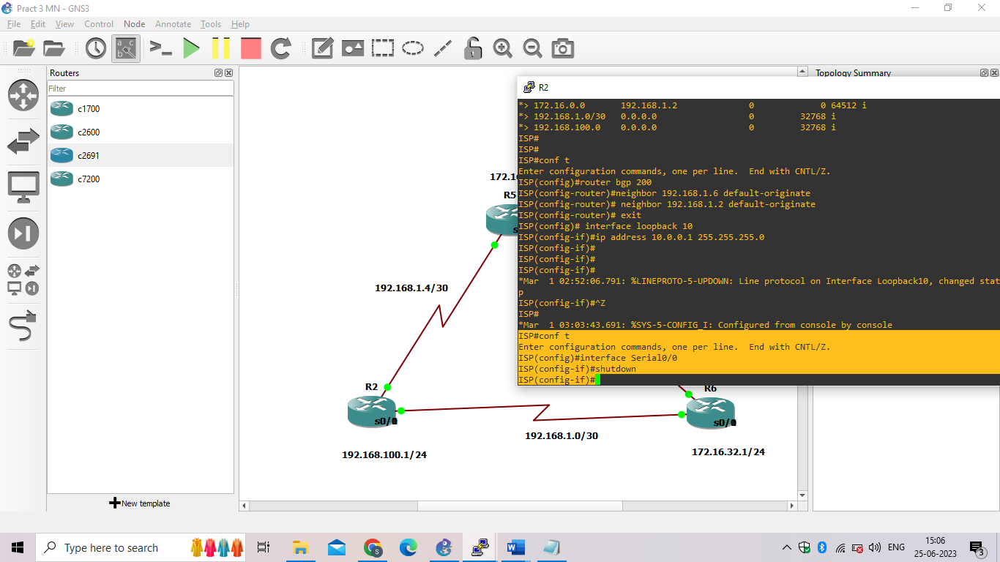 Pract 3 MN - GNS3
File Edit View Control Node Annotate Tools Help
Routers
Filter
c1700
c2600
c2691
c7200
New template
Topology Summary
R2
*> 172.16.0.0 192.168.1.2 0 0 64512 i
*> 192.168.1.0/30 0.0.0.0 0 32768 i
*> 192.168.100.0 0.0.0.0 0 32768 i
ISP#
ISP#
ISP#conf t
Enter configuration commands, one per line. End with CNTL/Z.
ISP(config)#router bgp 200
ISP(config-router)#neighbor 192.168.1.6 default-originate
ISP(config-router)# neighbor 192.168.1.2 default-originate
ISP(config-router)# exit
ISP(config)# interface loopback 10
ISP(config-if)#ip address 10.0.0.1 255.255.255.0
ISP(config-if)#
ISP(config-if)#
ISP(config-if)#
*Mar 1 02:52:06.791: %LINEPROTO-5-UPDOWN: Line protocol on Interface Loopback10, changed stat
p
ISP(config-if)#^Z
ISP#
*Mar 1 03:03:43.691: %SYS-5-CONFIG_I: Configured from console by console
ISP#conf t
Enter configuration commands, one per line. End with CNTL/Z.
ISP(config)#interface Serial0/0
ISP(config-if)#shutdown
ISP(config-if)#
172.1
R5
192.168.1.4/30
R2
192.168.100.1/24
192.168.1.0/30
R6
172.16.32.1/24
Type here to search
ENG
15:06
25-06-2023
3